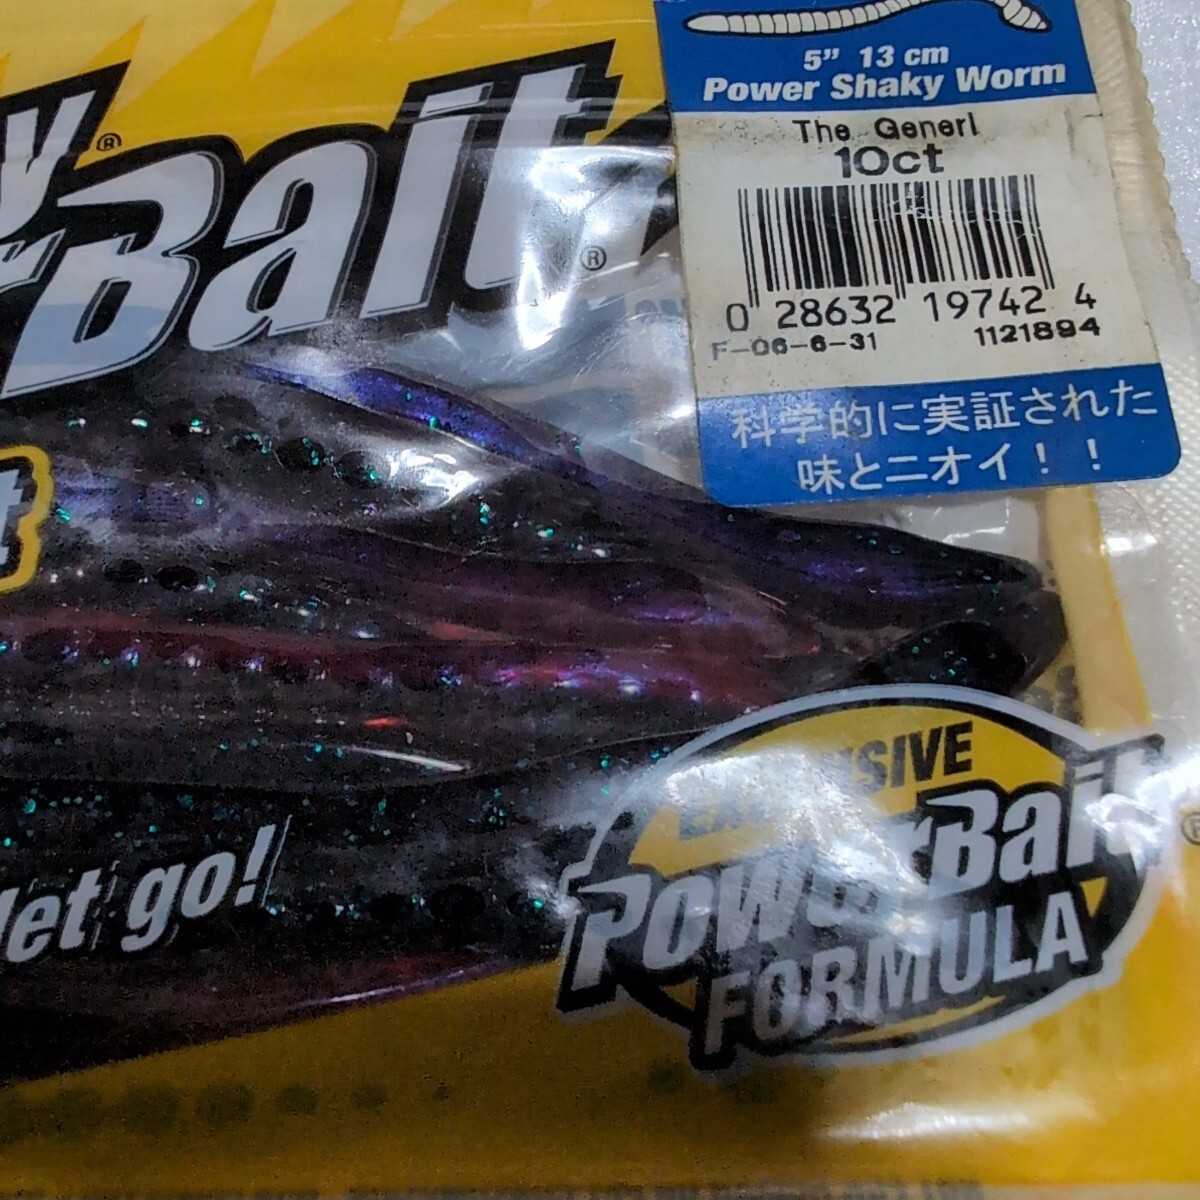 5" 13 cm
Power Shaky Worm
The Generl
10ct
0 28632 19742 4
F-06-6-31 1121894
科学的に実証された
味とニオイ！！
Bait®
®
let go!
EXCLUSIVE
PowerBait®
FORMULA